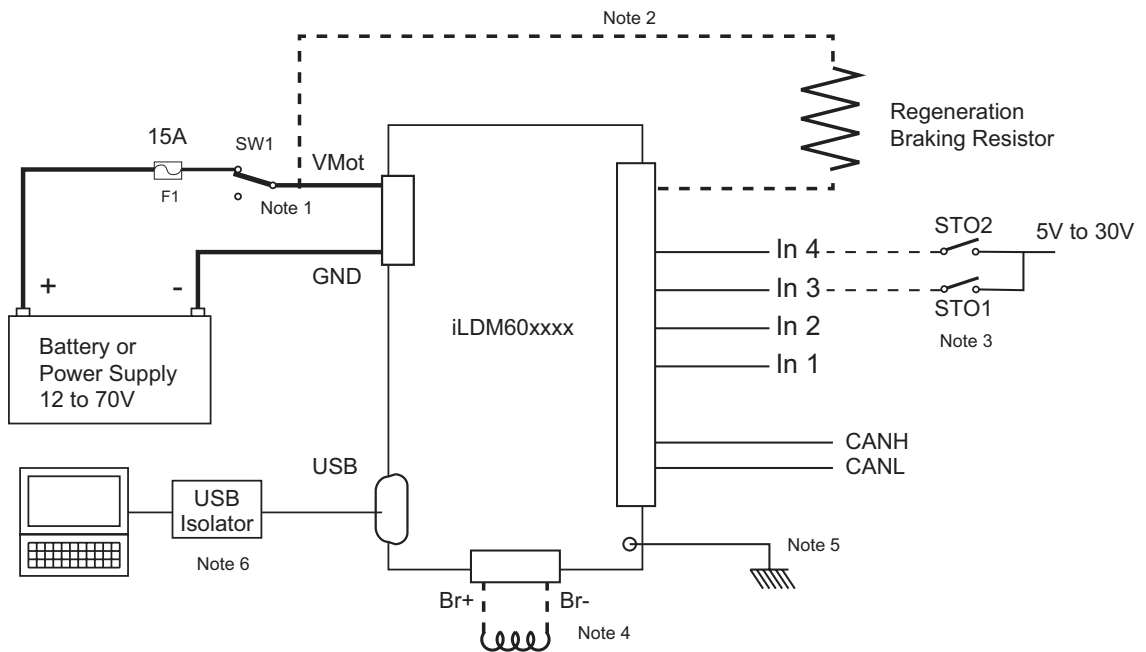 Note 2
Regeneration
Braking Resistor
15A
SW1
VMot
F1
Note 1
GND
+
-
Battery or
Power Supply
12 to 70V
iLDM60xxxx
In 4
In 3
In 2
In 1
STO2
5V to 30V
STO1
Note 3
CANH
CANL
USB
USB
Isolator
Note 6
Note 5
Br+
Br-
Note 4